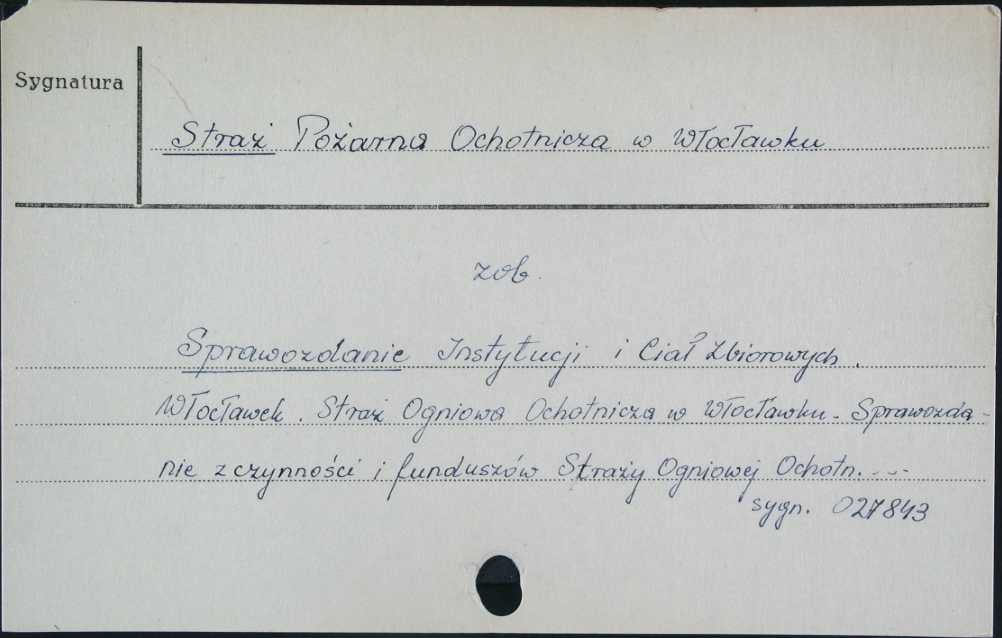 Sygnatura
Straż Pożarna Ochotnicza w Włocławku
zob.
Sprawozdanie Instytucji i Ciał Zbiorowych.
Włocławek. Straż Ogniowa Ochotnicza w Włocławku. Sprawozda-
nie z czynności i funduszów Straży Ogniowej Ochotn. ...
sygn. 027843